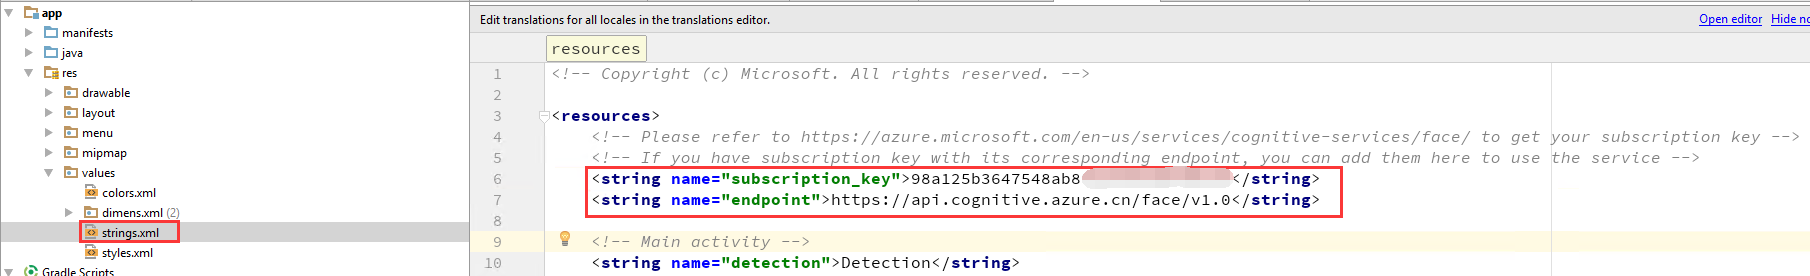 app
manifests
java
res
drawable
layout
menu
mipmap
values
colors.xml
dimens.xml (2)
strings.xml
styles.xml
Gradle Scripts
Edit translations for all locales in the translations editor.
Open editor Hide no
resources
1 <!-- Copyright (c) Microsoft. All rights reserved. -->
2
3 <resources>
4 <!-- Please refer to https://azure.microsoft.com/en-us/services/cognitive-services/face/ to get your subscription key -->
5 <!-- If you have subscription key with its corresponding endpoint, you can add them here to use the service -->
6 <string name="subscription_key">98a125b3647548ab8</string>
7 <string name="endpoint">https://api.cognitive.azure.cn/face/v1.0</string>
8
9 <!-- Main activity -->
10 <string name="detection">Detection</string>